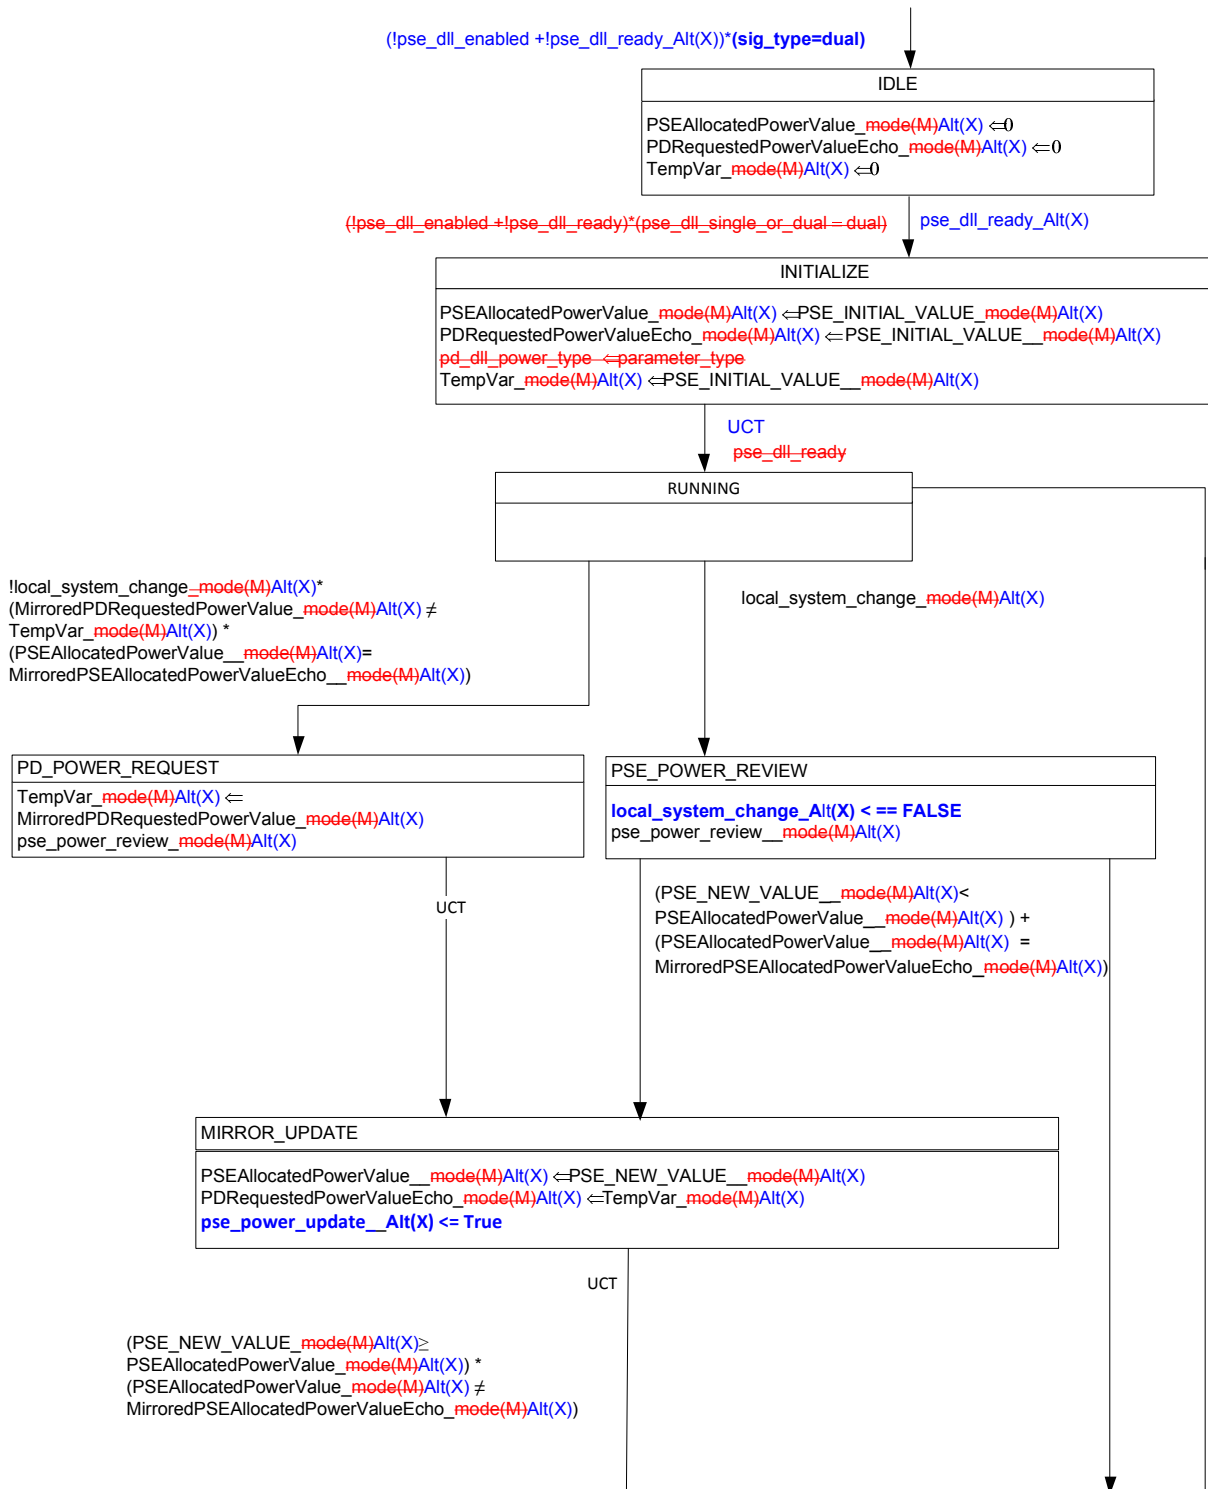 (!pse_dll_enabled +!pse_dll_ready_Alt(X))*(sig_type=dual)
IDLE
PSEAllocatedPowerValue_mode(M)Alt(X) ⇐0
PDRequestedPowerValueEcho_mode(M)Alt(X) ⇐0
TempVar_mode(M)Alt(X) ⇐0
(!pse_dll_enabled +!pse_dll_ready)*(pse_dll_single_or_dual = dual)
pse_dll_ready_Alt(X)
INITIALIZE
PSEAllocatedPowerValue_mode(M)Alt(X) ⇐PSE_INITIAL_VALUE_mode(M)Alt(X)
PDRequestedPowerValueEcho_mode(M)Alt(X) ⇐PSE_INITIAL_VALUE__mode(M)Alt(X)
pd_dll_power_type ⇐parameter_type
TempVar_mode(M)Alt(X) ⇐PSE_INITIAL_VALUE__mode(M)Alt(X)
UCT
pse_dll_ready
RUNNING
!local_system_change_mode(M)Alt(X)*
(MirroredPDRequestedPowerValue_mode(M)Alt(X) ≠
TempVar_mode(M)Alt(X)) *
(PSEAllocatedPowerValue__mode(M)Alt(X)=
MirroredPSEAllocatedPowerValueEcho__mode(M)Alt(X))
local_system_change_mode(M)Alt(X)
PD_POWER_REQUEST
TempVar_mode(M)Alt(X) ⇐
MirroredPDRequestedPowerValue_mode(M)Alt(X)
pse_power_review_mode(M)Alt(X)
PSE_POWER_REVIEW
local_system_change_Alt(X) < == FALSE
pse_power_review__mode(M)Alt(X)
UCT
(PSE_NEW_VALUE__mode(M)Alt(X)<
PSEAllocatedPowerValue__mode(M)Alt(X) ) +
(PSEAllocatedPowerValue__mode(M)Alt(X) =
MirroredPSEAllocatedPowerValueEcho_mode(M)Alt(X))
MIRROR_UPDATE
PSEAllocatedPowerValue__mode(M)Alt(X) ⇐PSE_NEW_VALUE__mode(M)Alt(X)
PDRequestedPowerValueEcho_mode(M)Alt(X) ⇐TempVar_mode(M)Alt(X)
pse_power_update__Alt(X) <= True
UCT
(PSE_NEW_VALUE_mode(M)Alt(X)≥
PSEAllocatedPowerValue_mode(M)Alt(X)) *
(PSEAllocatedPowerValue_mode(M)Alt(X) ≠
MirroredPSEAllocatedPowerValueEcho_mode(M)Alt(X))